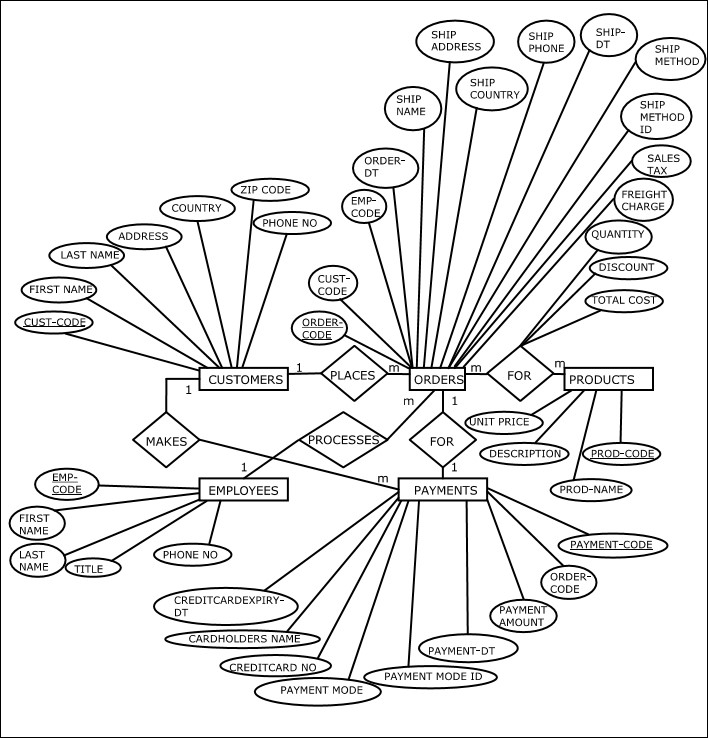 SHIP
ADDRESS
SHIP
PHONE
SHIP-
DT
SHIP
METHOD
SHIP
COUNTRY
SHIP
NAME
SHIP
METHOD
ID
ORDER-
DT
SALES
TAX
ZIP CODE
EMP-
CODE
FREIGHT
CHARGE
COUNTRY
PHONE NO
ADDRESS
QUANTITY
LAST NAME
DISCOUNT
FIRST NAME
CUST-
CODE
TOTAL COST
CUST-CODE
ORDER-
CODE
CUSTOMERS
1
PLACES
m
ORDERS
m
FOR
m
PRODUCTS
1
m
1
UNIT PRICE
MAKES
PROCESSES
FOR
DESCRIPTION
PROD-CODE
1
m
1
EMP-
CODE
EMPLOYEES
PAYMENTS
PROD-NAME
FIRST
NAME
PHONE NO
PAYMENT-CODE
LAST
NAME
TITLE
ORDER-
CODE
CREDITCARDEXPIRY-
DT
PAYMENT
AMOUNT
CARDHOLDERS NAME
PAYMENT-DT
CREDITCARD NO
PAYMENT MODE ID
PAYMENT MODE